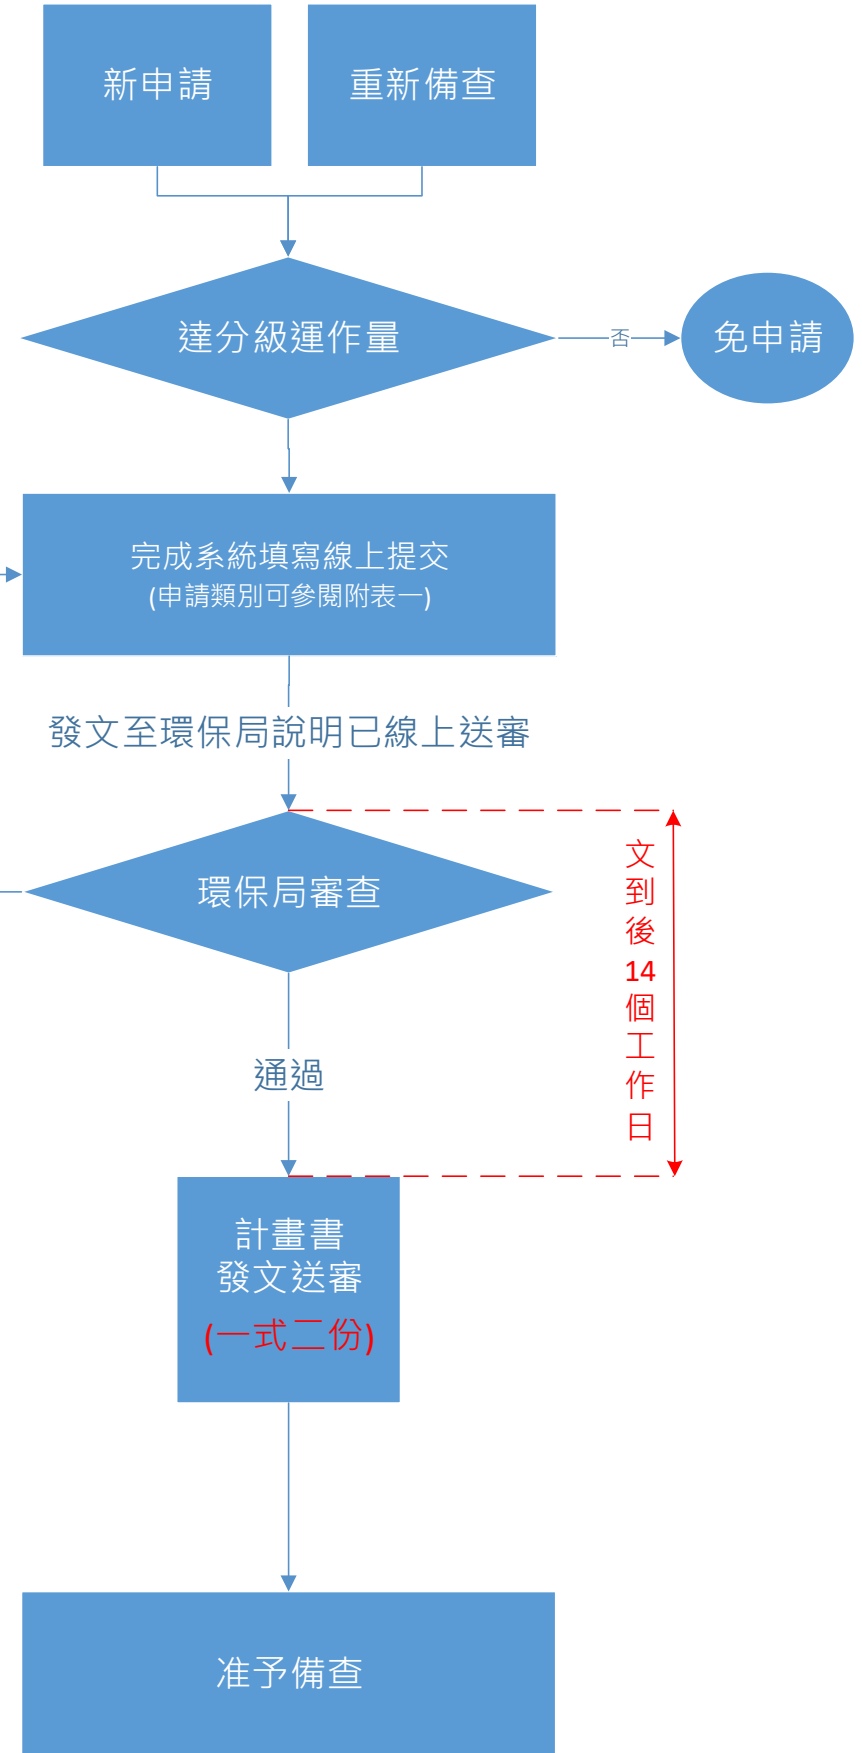 新申請
重新備查
達分級運作量
否
免申請
完成系統填寫線上提交
(申請類別可參閱附表一)
發文至環保局說明已線上送審
環保局審查
文
到
後
14
個
工
作
日
通過
計畫書
發文送審
(一式二份)
准予備查